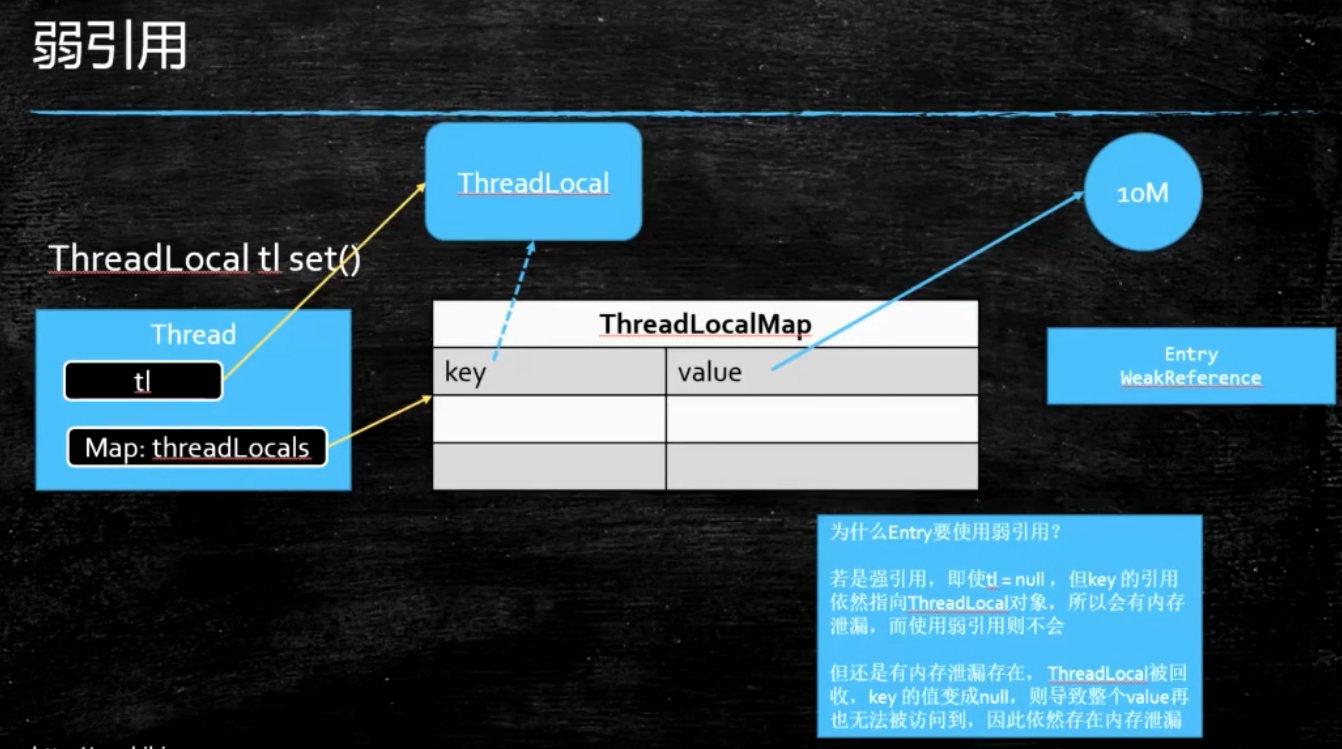 弱引用
ThreadLocal
10M
ThreadLocal tl set()
Thread
tl
Map: threadLocals
ThreadLocalMap
key value
Entry
WeakReference
为什么Entry要使用弱引用？
若是强引用，即使tl = null ，但key 的引用
依然指向ThreadLocal对象，所以会有内存
泄漏，而使用弱引用则不会
但还是有内存泄漏存在， ThreadLocal被回
收，key 的值变成null，则导致整个value再
也无法被访问到，因此依然存在内存泄漏